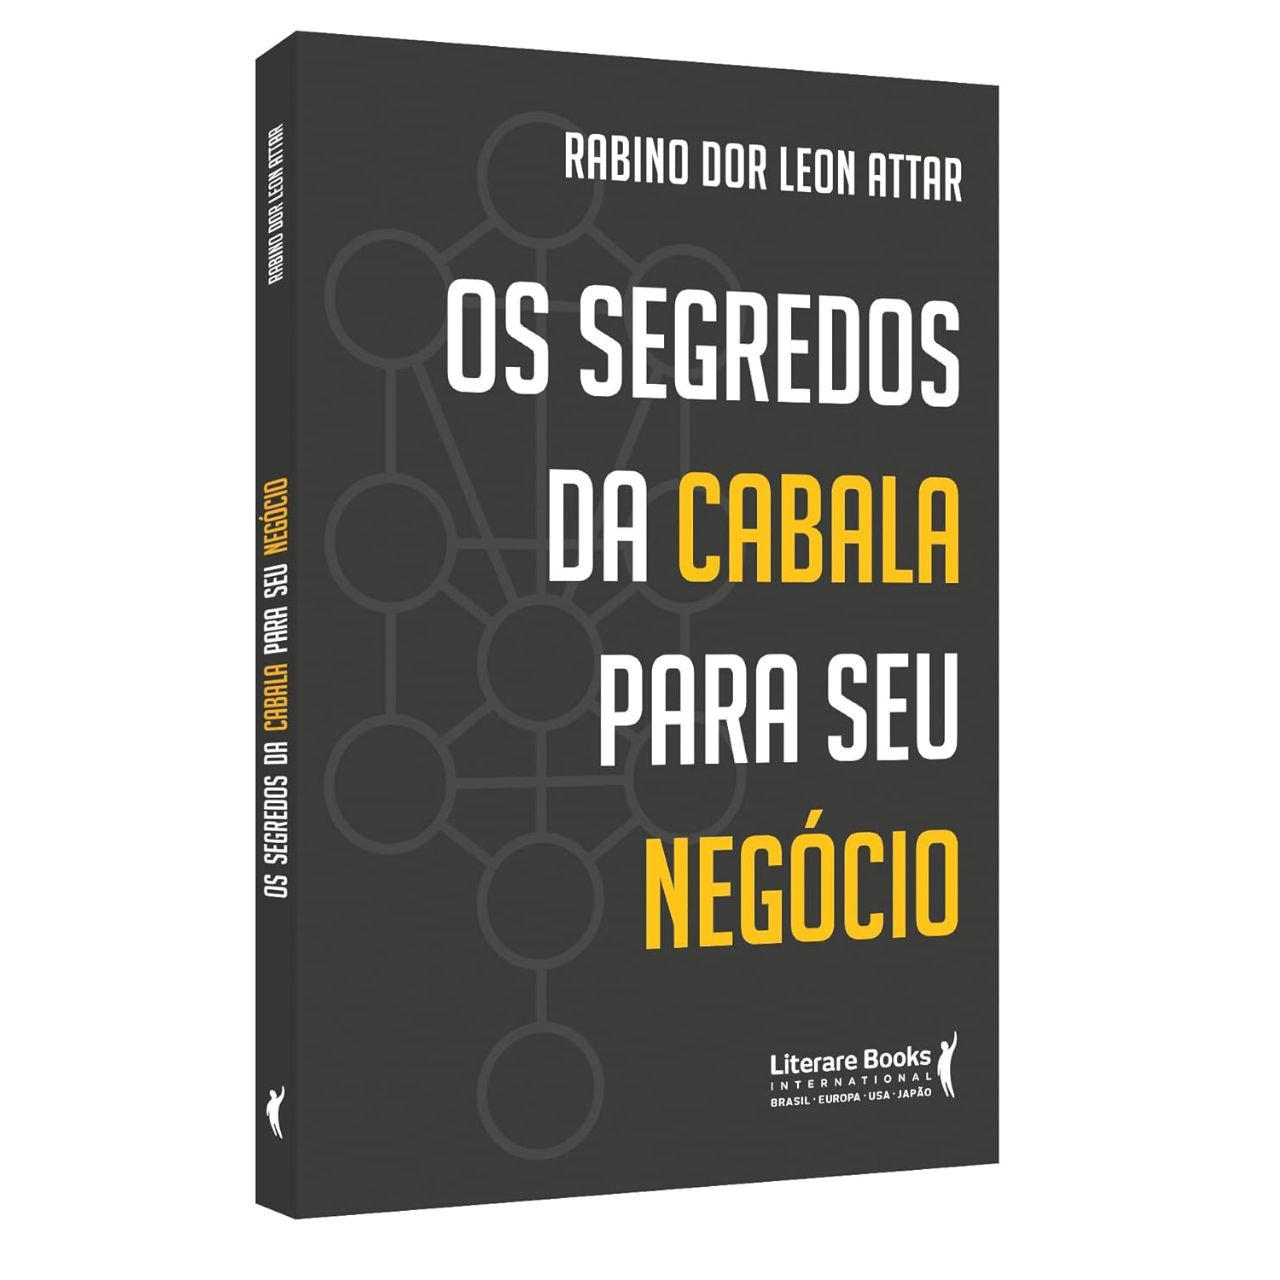 RABINO DOR LEON ATTAR
OS SEGREDOS
DA CABALA
PARA SEU
NEGÓCIO
Literare Books
INTERNATIONAL
BRASIL · EUROPA · USA · JAPÃO
RABINO DOR LEON ATTAR
OS SEGREDOS DA CABALA PARA SEU NEGÓCIO